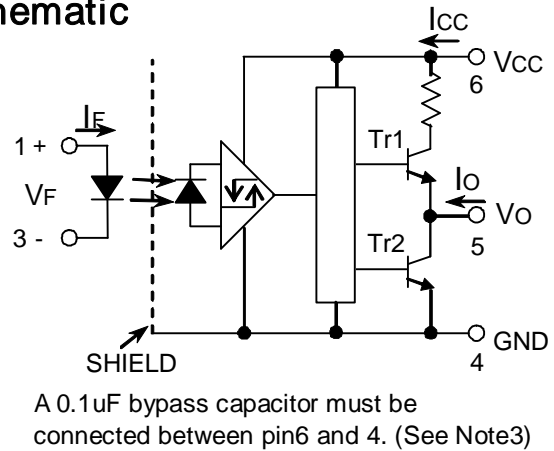 hematic
ICC
VCC
6
IF
1 +
Tr1
VF
IO
VO
5
3 -
Tr2
GND
4
SHIELD
A 0.1uF bypass capacitor must be
connected between pin6 and 4. (See Note3)